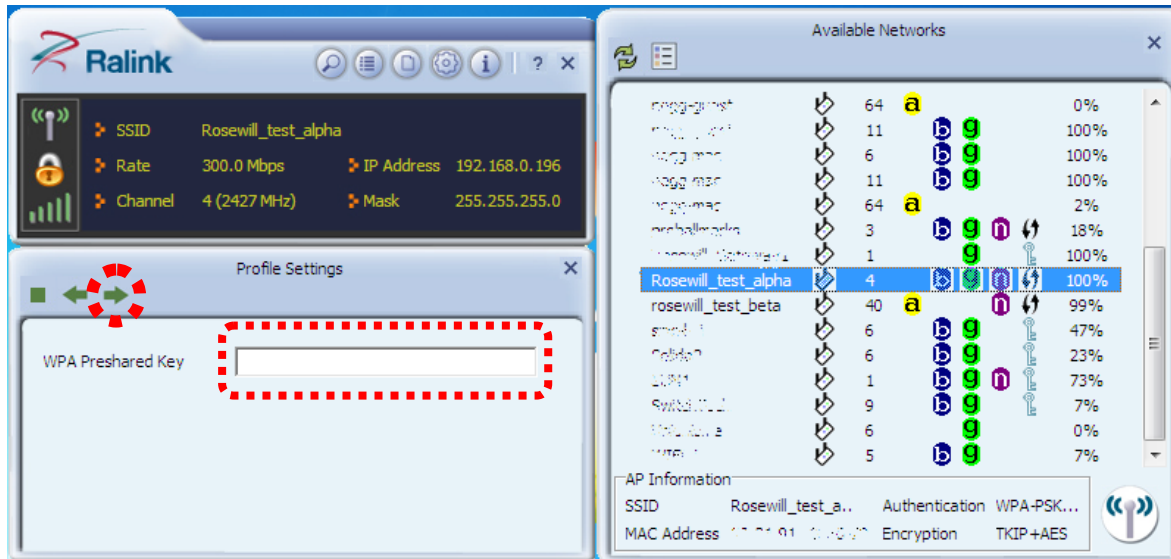 Ralink
?
×
SSID Rosewill_test_alpha
Rate 300.0 Mbps IP Address 192.168.0.196
Channel 4 (2427 MHz) Mask 255.255.255.0
Profile Settings ×
WPA Preshared Key
Available Networks ×
64 a 0%
11 b g 100%
6 b g 100%
11 b g 100%
64 a 2%
3 b g n 18%
1 g 100%
Rosewill_test_alpha 4 b g n 100%
rosewill_test_beta 40 a n 99%
6 b g 47%
6 b g 23%
1 b g n 73%
9 b g 7%
6 g 0%
5 b g 7%
AP Information
SSID Rosewill_test_a.. Authentication WPA-PSK...
MAC Address Encryption TKIP+AES